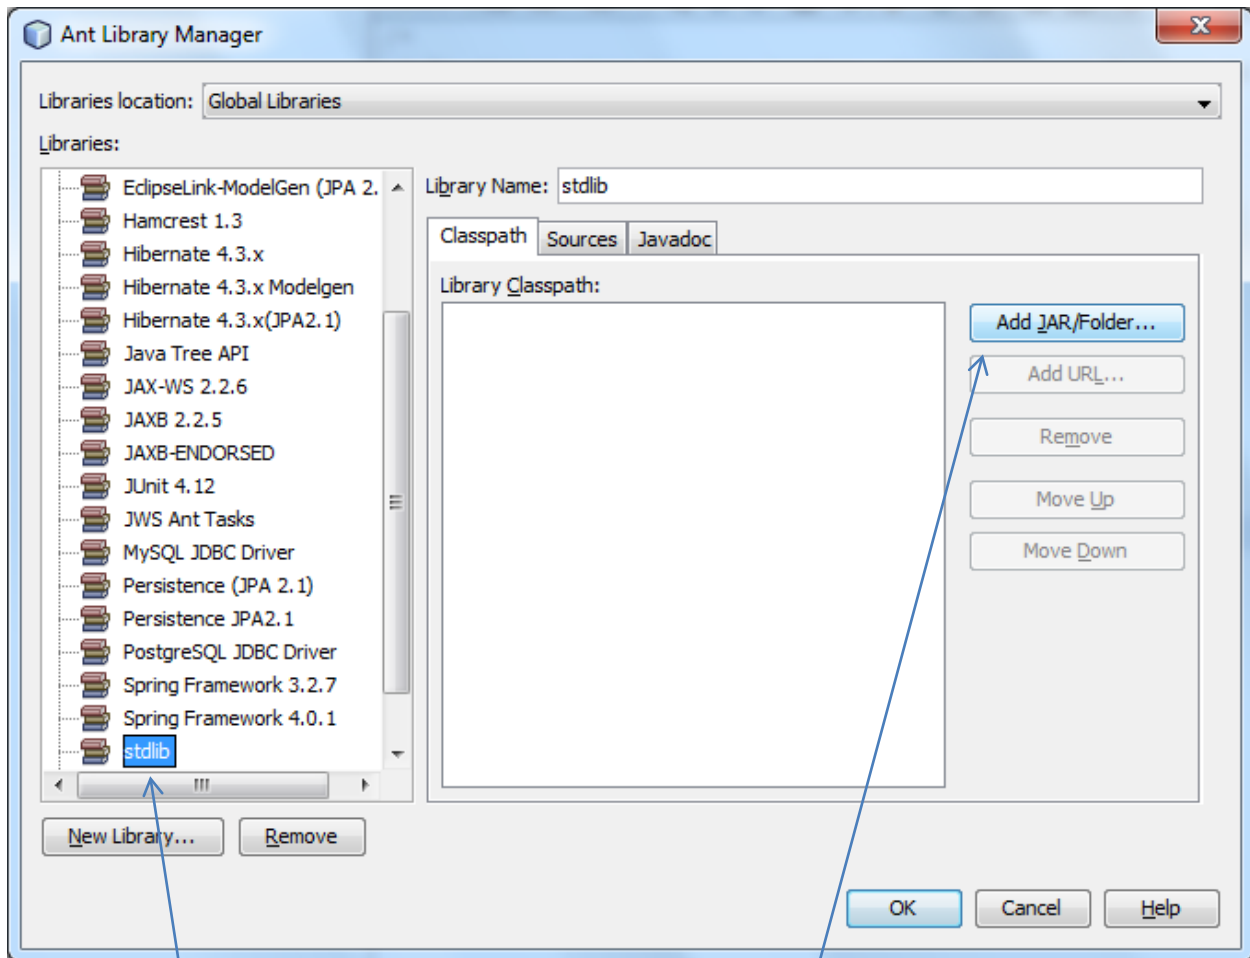 Ant Library Manager
Libraries location: Global Libraries
Libraries:
EclipseLink-ModelGen (JPA 2.
Hamcrest 1.3
Hibernate 4.3.x
Hibernate 4.3.x Modelgen
Hibernate 4.3.x(JPA2.1)
Java Tree API
JAX-WS 2.2.6
JAXB 2.2.5
JAXB-ENDORSED
JUnit 4.12
JWS Ant Tasks
MySQL JDBC Driver
Persistence (JPA 2.1)
Persistence JPA2.1
PostgreSQL JDBC Driver
Spring Framework 3.2.7
Spring Framework 4.0.1
stdlib
New Library... Remove
Library Name: stdlib
Classpath Sources Javadoc
Library Classpath:
Add JAR/Folder...
Add URL...
Remove
Move Up
Move Down
OK Cancel Help